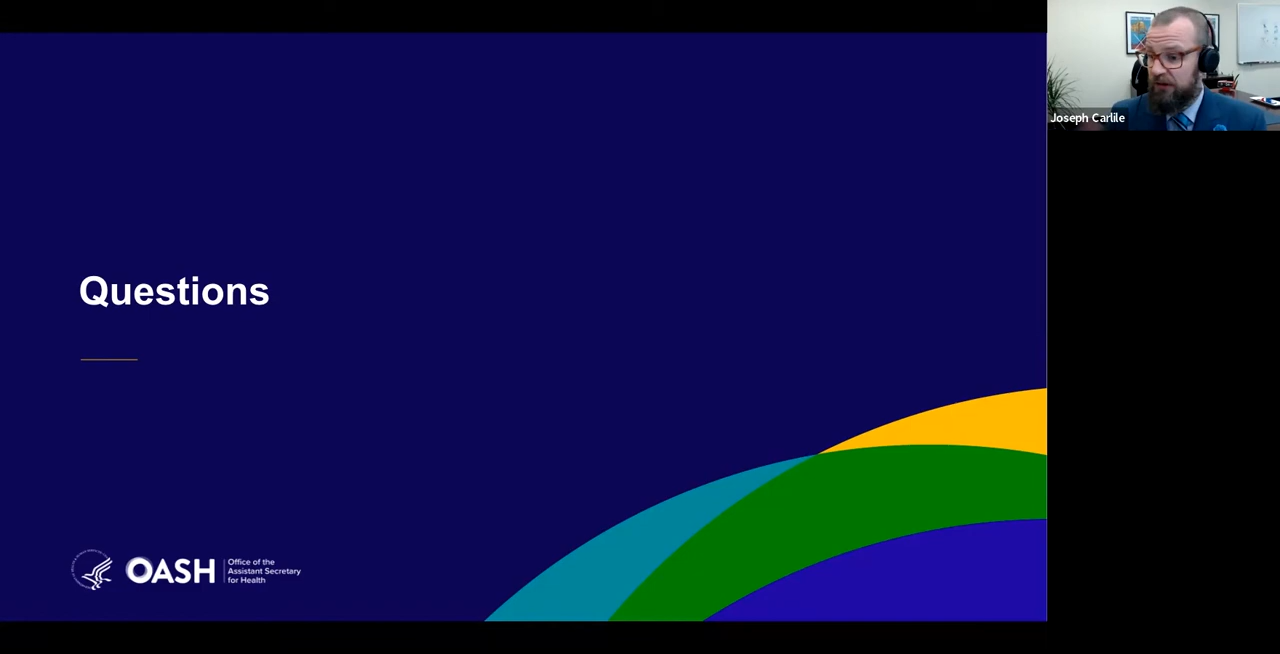 Joseph Carlile
Questions
OASH
Office of the
Assistant Secretary
for Health